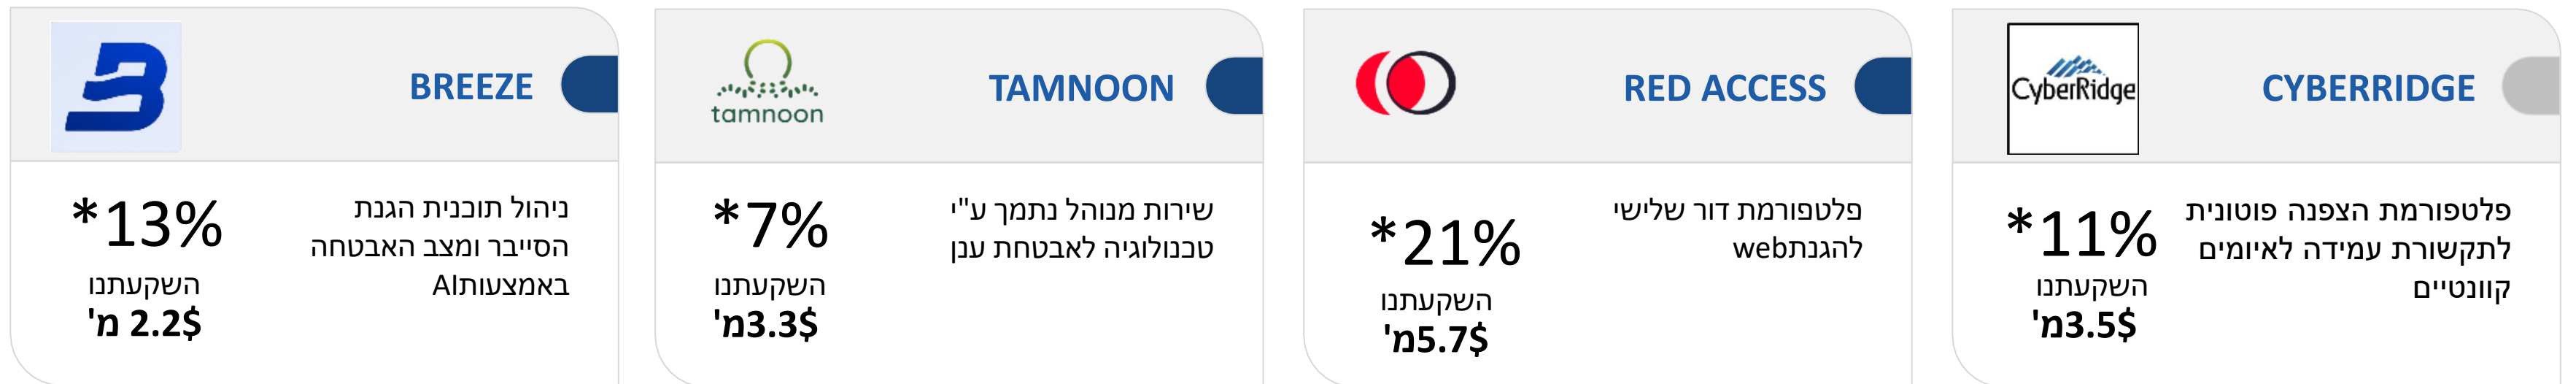 CYBERRIDGE
CyberRidge
פלטפורמת הצפנה פוטונית
לתקשורת עמידה לאיומים
קוונטיים
*11%
השקעתנו
3.5$מ'
RED ACCESS
פלטפורמת דור שלישי
להגנתweb
*21%
השקעתנו
5.7$מ'
TAMNOON
tamnoon
שירות מנוהל נתמך ע"י
טכנולוגיה לאבטחת ענן
*7%
השקעתנו
3.3$מ'
BREEZE
ניהול תוכנית הגנת
הסייבר ומצב האבטחה
באמצעותAI
*13%
השקעתנו
2.2$ מ'